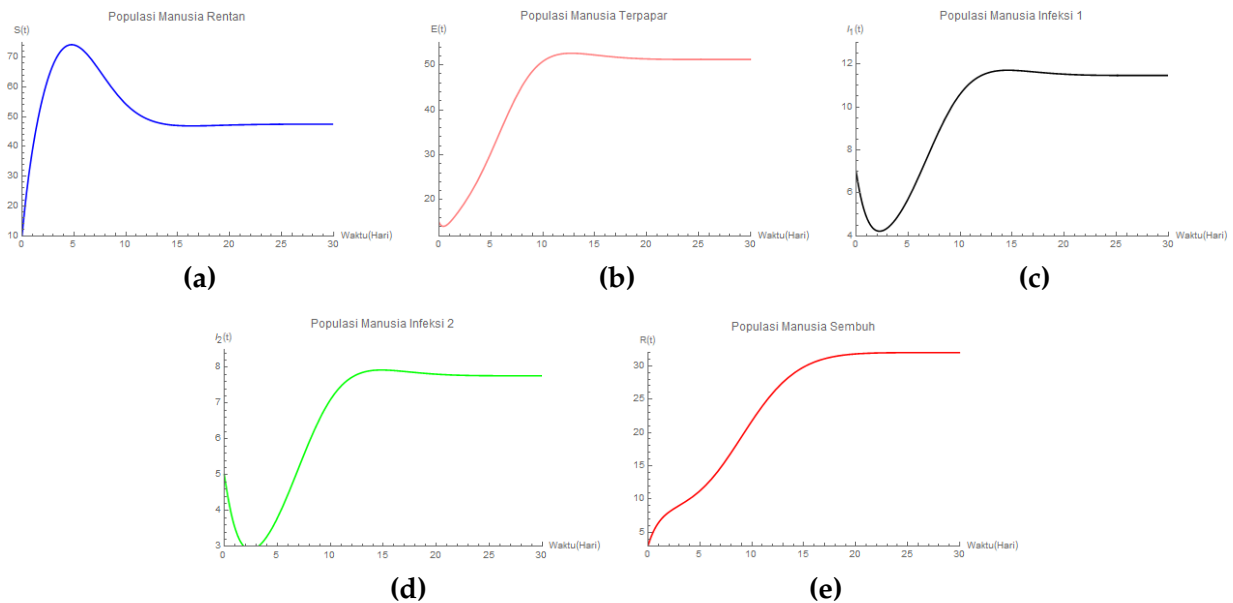 Populasi Manusia Rentan
S(t)
70
60
50
40
30
20
10
0 5 10 15 20 25 30
Waktu(Hari)
(a)
Populasi Manusia Terpapar
E(t)
50
40
30
20
0 5 10 15 20 25 30
Waktu(Hari)
(b)
Populasi Manusia Infeksi 1
I1(t)
12
10
8
6
4
0 5 10 15 20 25 30
Waktu(Hari)
(c)
Populasi Manusia Infeksi 2
I2(t)
8
7
6
5
4
3
0 5 10 15 20 25 30
Waktu(Hari)
(d)
Populasi Manusia Sembuh
R(t)
30
25
20
15
10
5
0 5 10 15 20 25 30
Waktu(Hari)
(e)